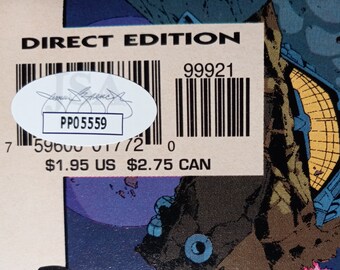 DIRECT EDITION
99921
PP05559
7 59606 01772 0
$1.95 US $2.75 CAN